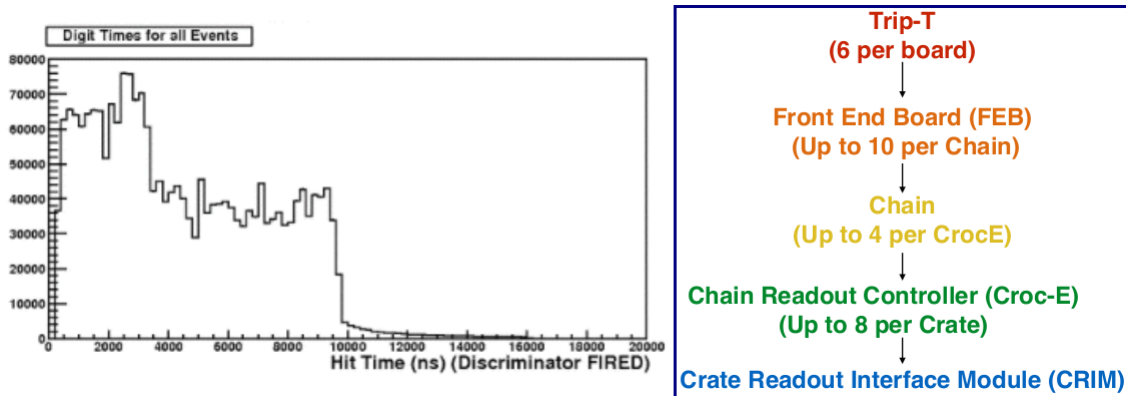 Digit Times for all Events
80000
70000
60000
50000
40000
30000
20000
10000
0
0 2000 4000 6000 8000 10000 12000 14000 16000 18000 20000
Hit Time (ns) (Discriminator FIRED)
Trip-T
(6 per board)
Front End Board (FEB)
(Up to 10 per Chain)
Chain
(Up to 4 per CrocE)
Chain Readout Controller (Croc-E)
(Up to 8 per Crate)
Crate Readout Interface Module (CRIM)